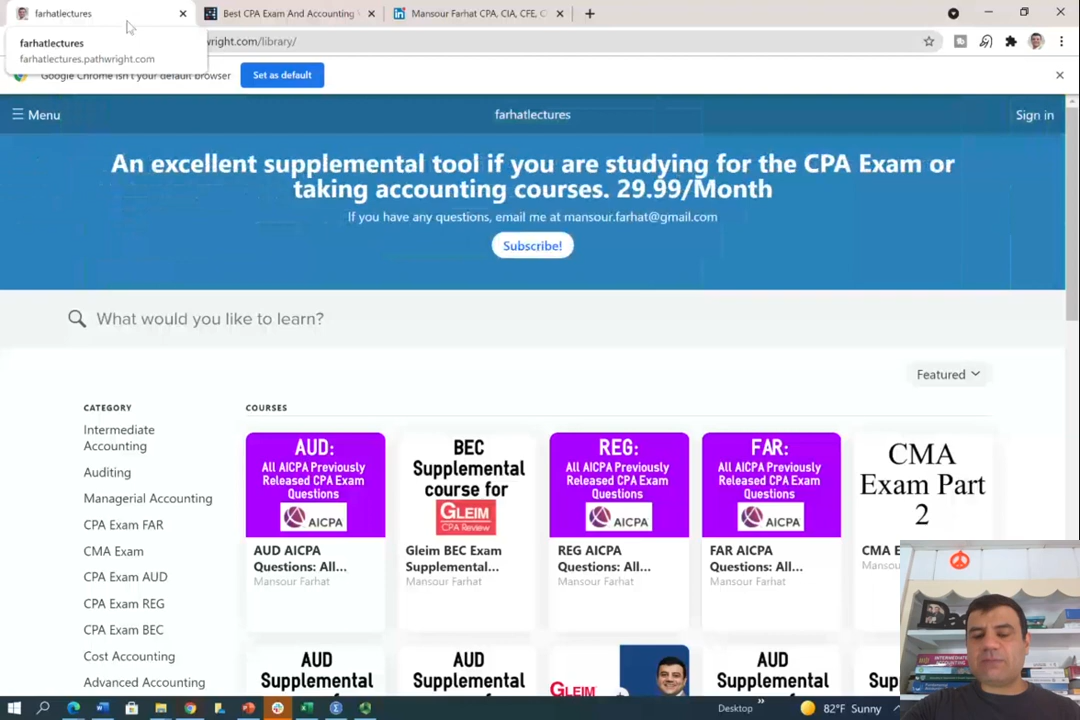 farhatlectures
Best CPA Exam And Accounting
Mansour Farhat CPA, CIA, CFE, C
farhatlectures
farhatlectures.pathwright.com
wright.com/library/
Google Chrome isn't your default browser
Set as default
Menu
farhatlectures
Sign in
An excellent supplemental tool if you are studying for the CPA Exam or
taking accounting courses. 29.99/Month
If you have any questions, email me at mansour.farhat@gmail.com
Subscribe!
What would you like to learn?
Featured
CATEGORY
Intermediate
Accounting
Auditing
Managerial Accounting
CPA Exam FAR
CMA Exam
CPA Exam AUD
CPA Exam REG
CPA Exam BEC
Cost Accounting
Advanced Accounting
COURSES
AUD:
All AICPA Previously
Released CPA Exam
Questions
AICPA
AUD AICPA
Questions: All...
Mansour Farhat
BEC
Supplemental
course for
GLEIM
CPA Review
Gleim BEC Exam
Supplemental...
Mansour Farhat
REG:
All AICPA Previously
Released CPA Exam
Questions
AICPA
REG AICPA
Questions: All...
Mansour Farhat
FAR:
All AICPA Previously
Released CPA Exam
Questions
AICPA
FAR AICPA
Questions: All...
Mansour Farhat
CMA
Exam Part
2
CMA E
Mansou
AUD
Supplemental
AUD
Supplemental
GLEIM
AUD
Supplemental
Sup
INTERMEDIATE
ACCOUNTING
Desktop
82°F Sunny